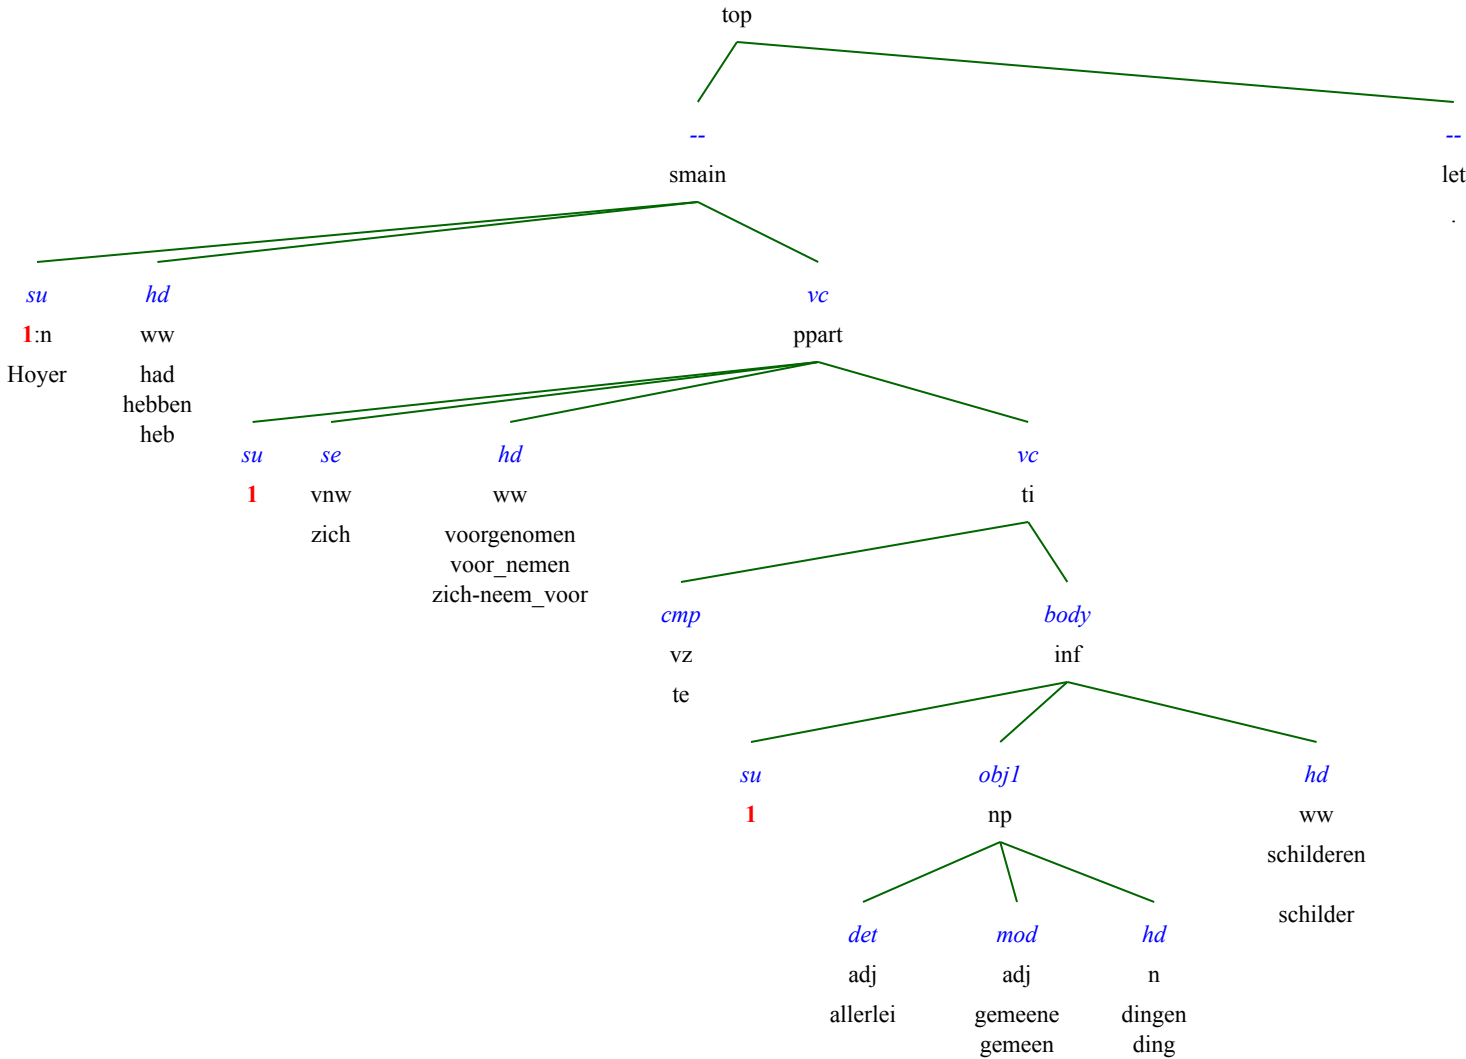 top
-- --
smain let
.
su hd vc
1:n ww ppart
Hoyer had
hebben
heb
su se hd vc
1 vnw ww ti
zich voorgenomen
voor_nemen
zich-neem_voor
cmp body
vz inf
te
su obj1 hd
1 np ww
schilderen
schilder
det mod hd
adj adj n
allerlei gemeene dingen
gemeen ding